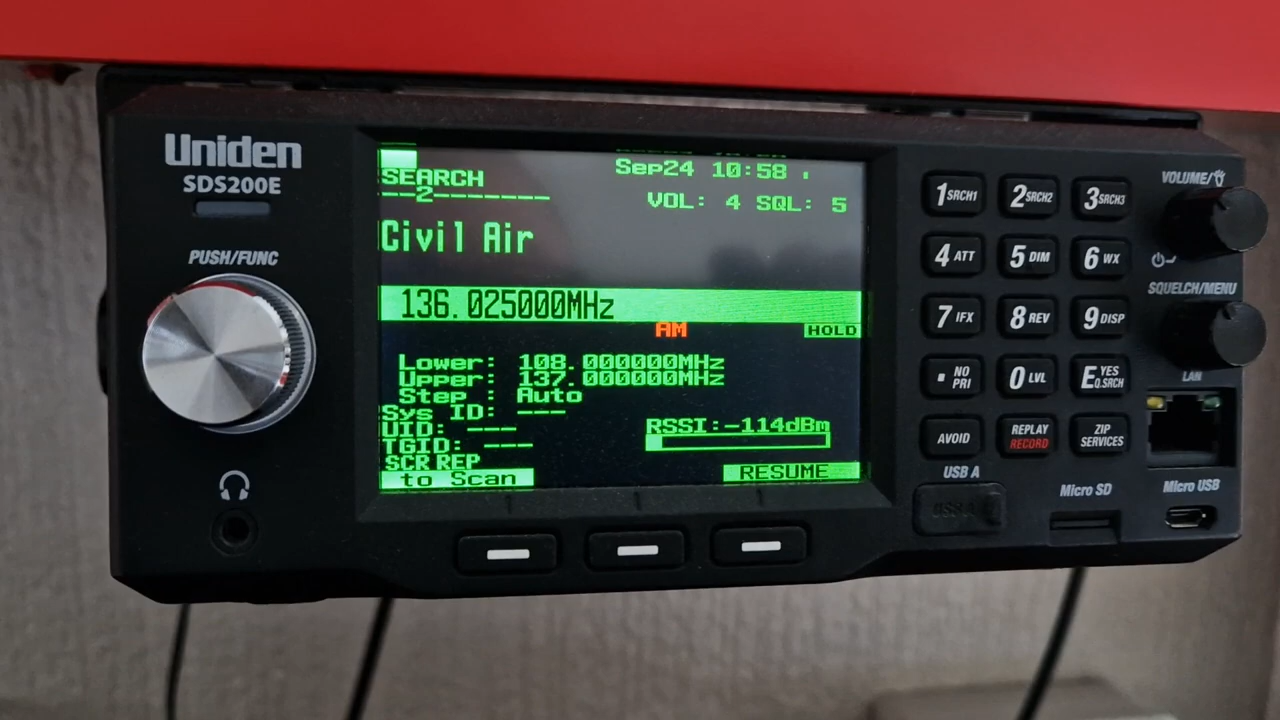 Uniden
SDS200E
PUSH/FUNC
SEARCH
Sep24 10:58
--2--------
VOL: 4 SQL: 5
Civil Air
136.025000MHz
AM
HOLD
Lower: 108.000000MHz
Upper: 137.000000MHz
Step: Auto
Sys ID: ---
UID: ---
TGID: ---
RSSI:-114dBm
SCR REP
to Scan
RESUME
1 SRCH1
2 SRCH2
3 SRCH3
4 ATT
5 DIM
6 WX
7 IFX
8 REV
9 DISP
. NO PRI
0 LVL
E YES Q.SRCH
AVOID
REPLAY
RECORD
ZIP
SERVICES
VOLUME/
SQUELCH/MENU
LAN
USB A
USB A
Micro SD
Micro USB